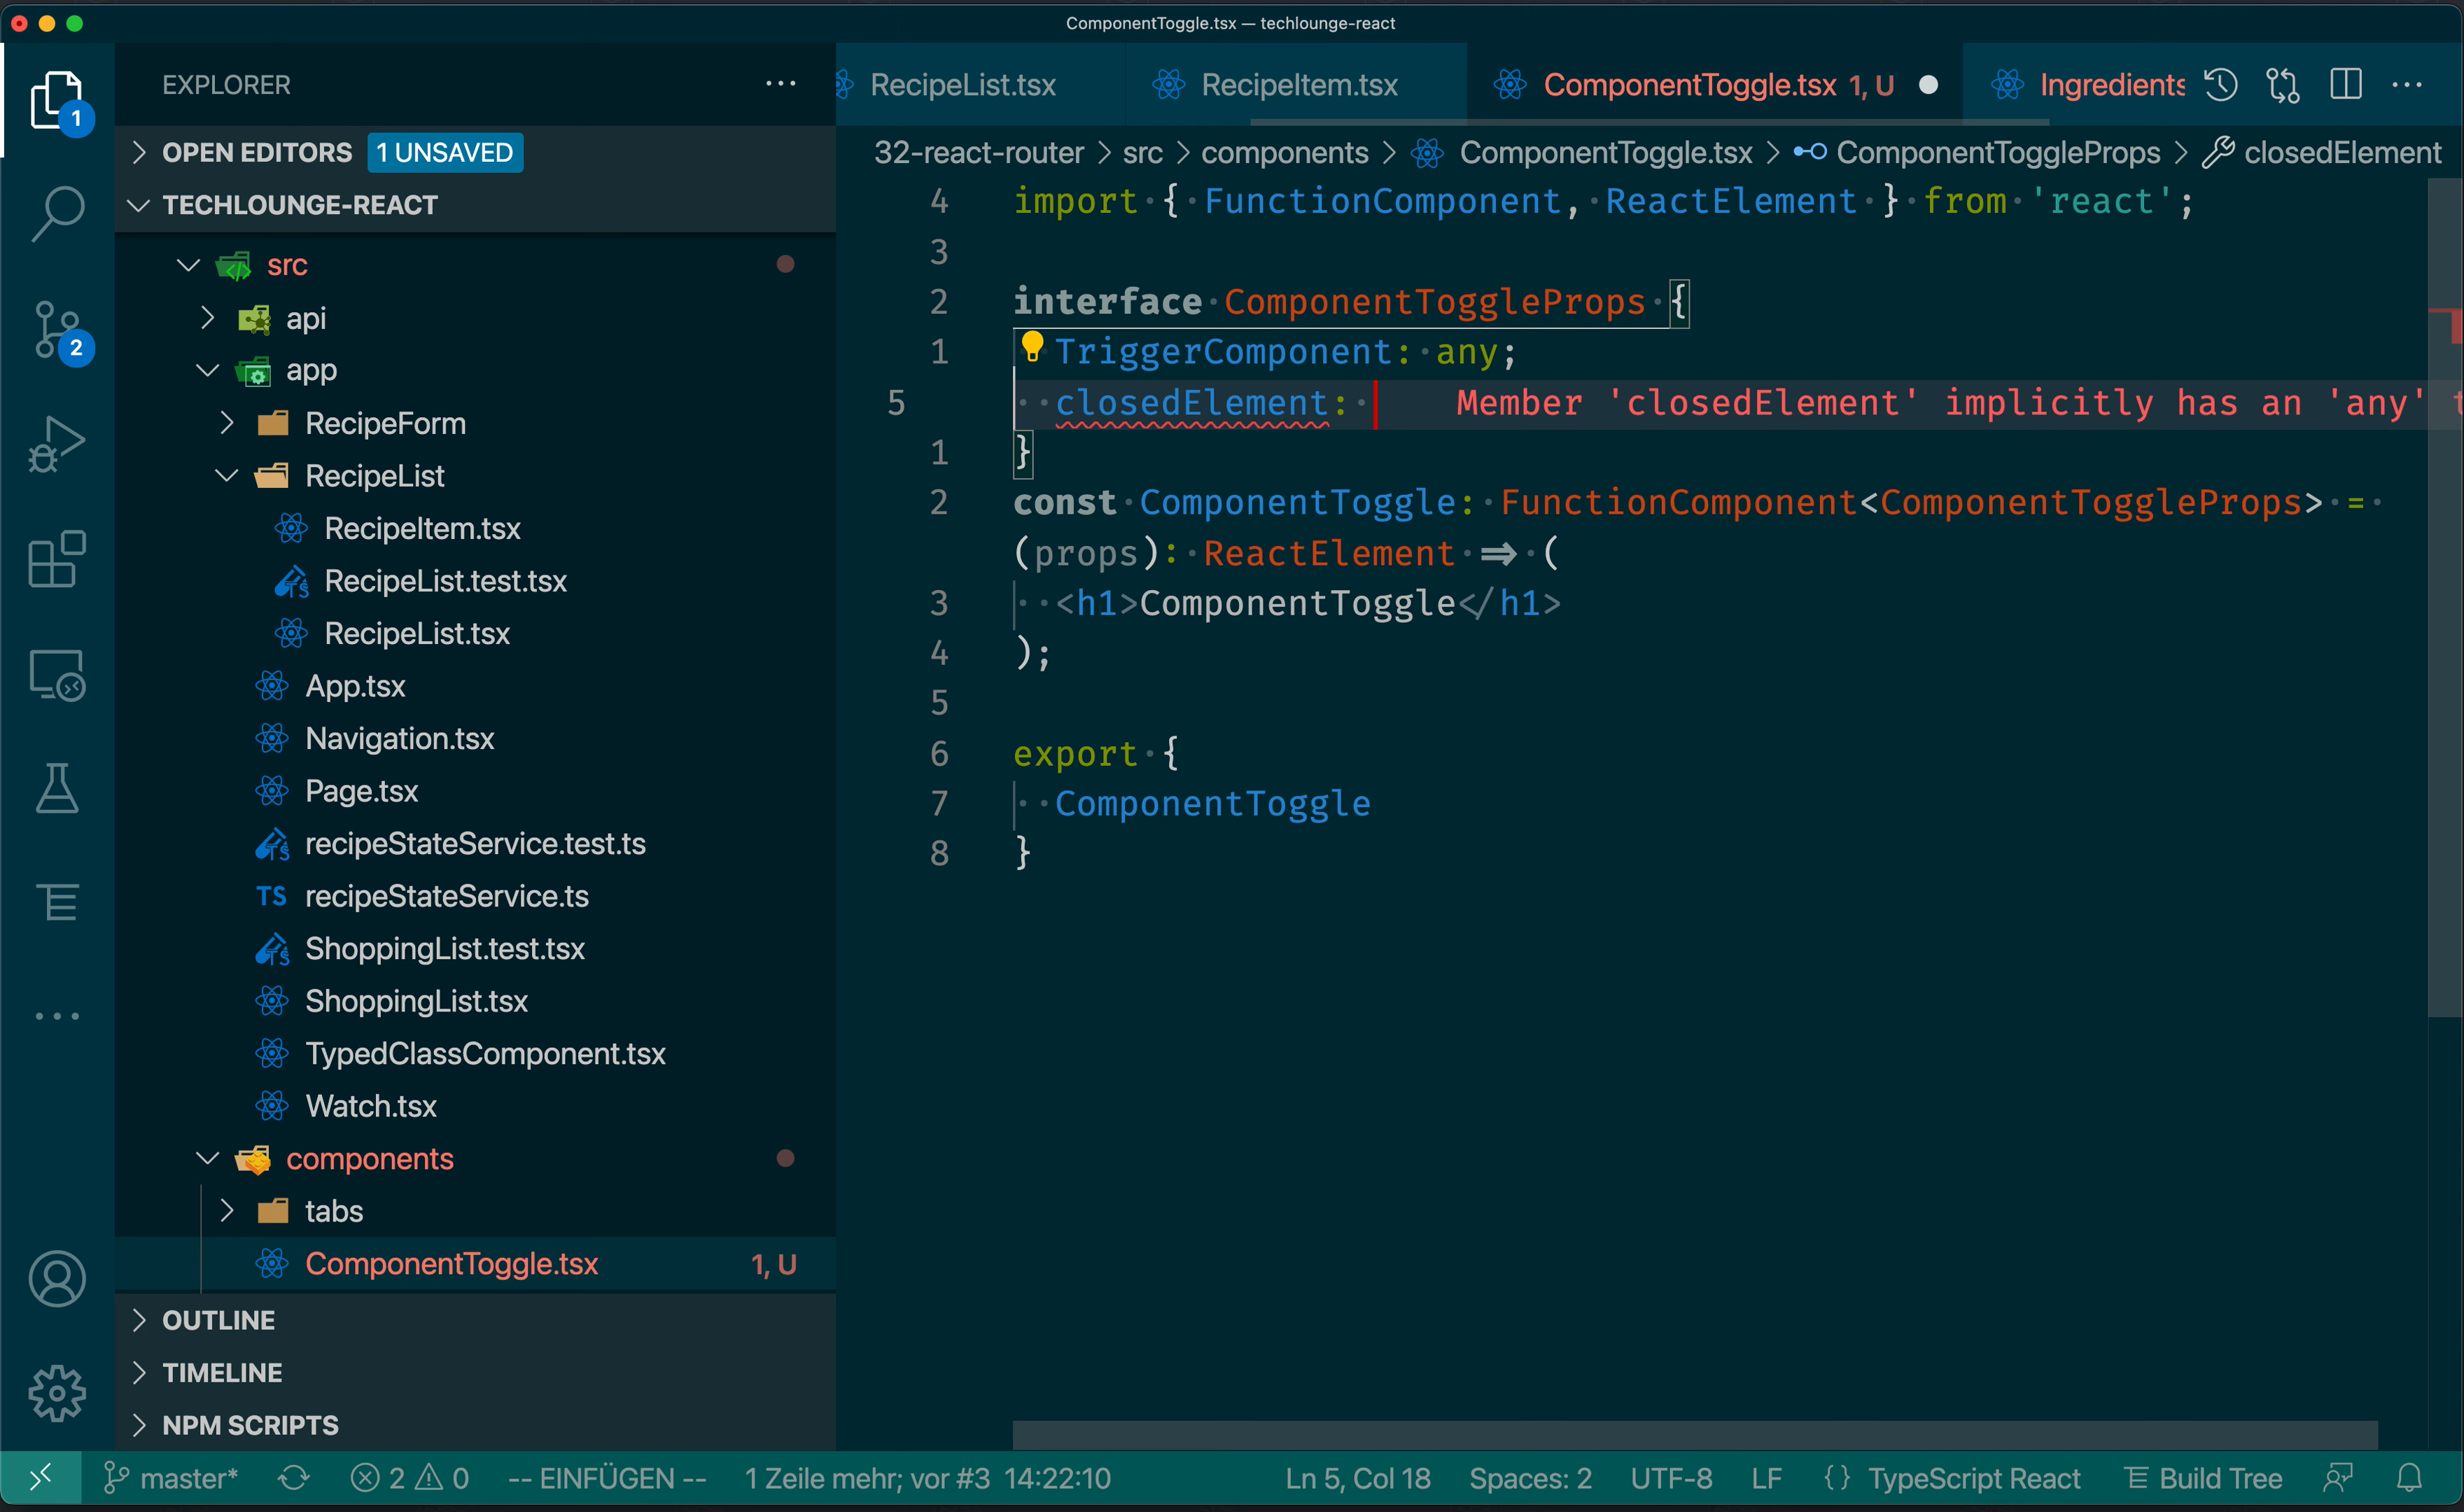 ComponentToggle.tsx — techlounge-react
EXPLORER
1
OPEN EDITORS 1 UNSAVED
TECHLOUNGE-REACT
src
api
app
RecipeForm
RecipeList
RecipeItem.tsx
RecipeList.test.tsx
RecipeList.tsx
App.tsx
Navigation.tsx
Page.tsx
recipeStateService.test.ts
TS recipeStateService.ts
ShoppingList.test.tsx
ShoppingList.tsx
TypedClassComponent.tsx
Watch.tsx
components
tabs
ComponentToggle.tsx 1, U
OUTLINE
TIMELINE
NPM SCRIPTS
2
RecipeList.tsx RecipeItem.tsx ComponentToggle.tsx 1, U Ingredients
32-react-router > src > components > ComponentToggle.tsx > ComponentToggleProps > closedElement
4 import { FunctionComponent, ReactElement } from 'react';
3
2 interface ComponentToggleProps {
1 TriggerComponent: any;
5 closedElement: Member 'closedElement' implicitly has an 'any'
1 }
2 const ComponentToggle: FunctionComponent<ComponentToggleProps> =
(props): ReactElement => (
3 <h1>ComponentToggle</h1>
4 );
5
6 export {
7 ComponentToggle
8 }
master* 2 0 -- EINFÜGEN -- 1 Zeile mehr; vor #3 14:22:10 Ln 5, Col 18 Spaces: 2 UTF-8 LF {} TypeScript React Build Tree